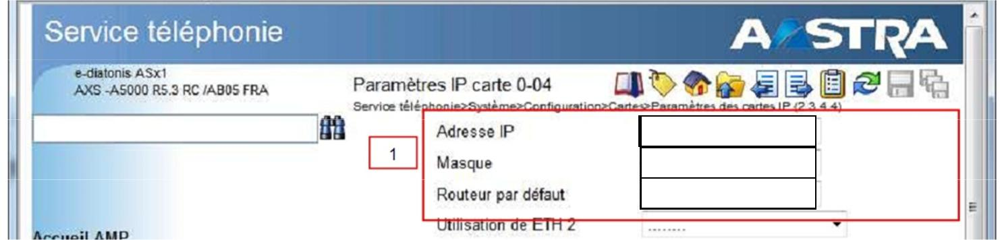 Service téléphonie
AASTRA
e-diatonis ASx1
AXS -A5000 R5.3 RC /AB05 FRA
Paramètres IP carte 0-04
Service téléphonie>Système>Configuration>Cartes>Paramètres des cartes IP (2.3.4.4)
1
Adresse IP
Masque
Routeur par défaut
Utilisation de ETH 2
--------
Accueil AMP